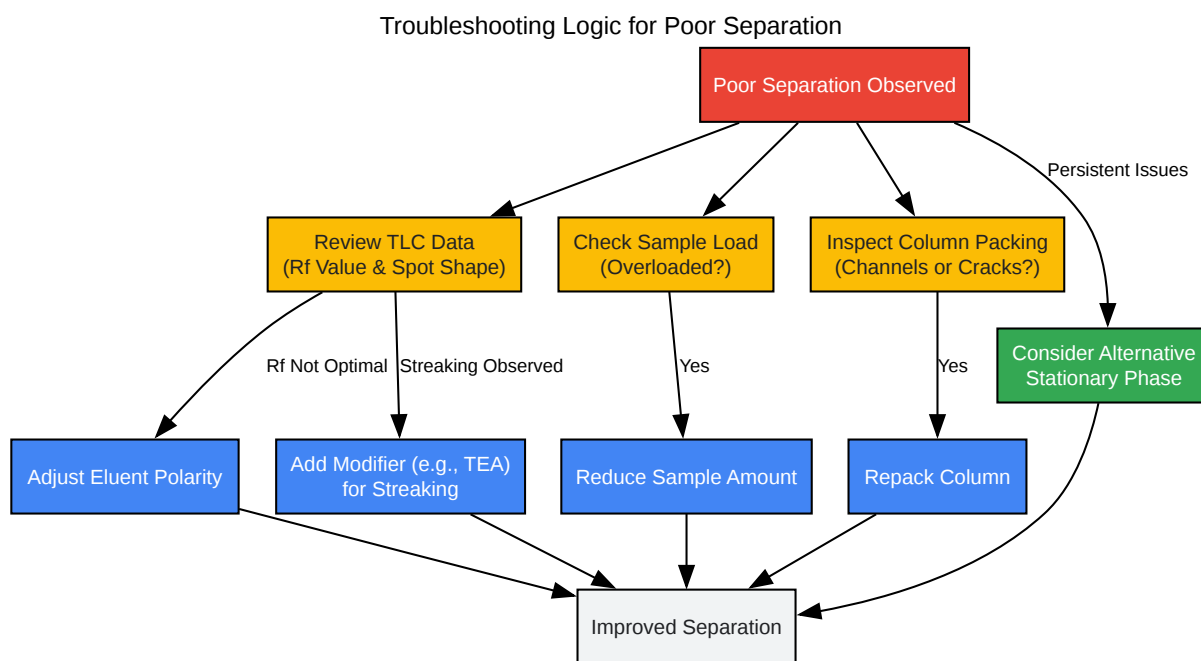 Troubleshooting Logic for Poor Separation
Poor Separation Observed
Persistent Issues
Review TLC Data
(Rf Value & Spot Shape)
Check Sample Load
(Overloaded?)
Inspect Column Packing
(Channels or Cracks?)
Consider Alternative
Stationary Phase
Rf Not Optimal
Streaking Observed
Yes
Yes
Adjust Eluent Polarity
Add Modifier (e.g., TEA)
for Streaking
Reduce Sample Amount
Repack Column
Improved Separation